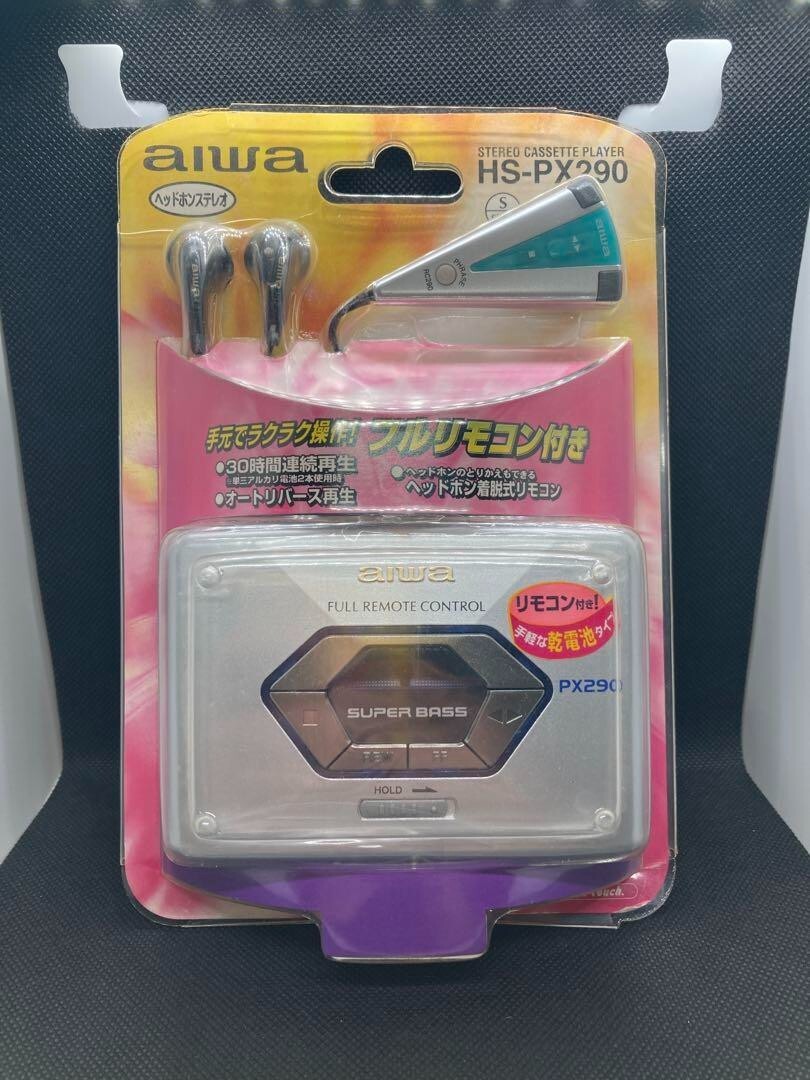 aiwa
ヘッドホンステレオ
STEREO CASSETTE PLAYER
HS-PX290
S
aiwa
aiwa
PHRASE
RC290
手元でラクラク操作! フルリモコン付き
●30時間連続再生
※単三アルカリ電池2本使用時
●オートリバース再生
●ヘッドホンのとりかえもできる
ヘッドホン着脱式リモコン
aiwa
FULL REMOTE CONTROL
リモコン付き!
手軽な乾電池タイプ
PX290
SUPER BASS
REW
FF
HOLD
touch.